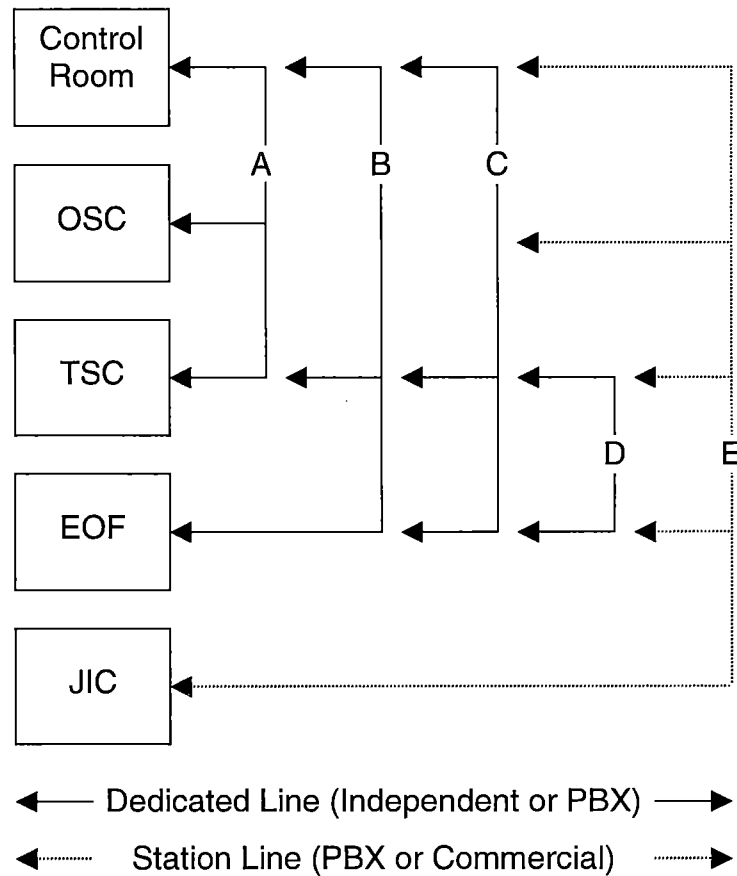 Control
Room
A
B
C
OSC
TSC
D
E
EOF
JIC
Dedicated Line (Independent or PBX)
Station Line (PBX or Commercial)